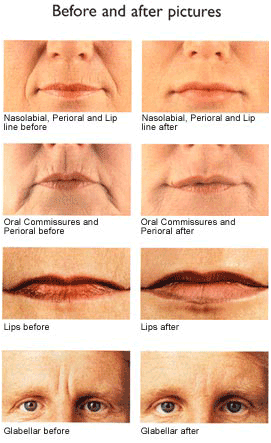 Before and after pictures
Nasolabial, Perioral and Lip
line before
Nasolabial, Perioral and Lip
line after
Oral Commissures and
Perioral before
Oral Commissures and
Perioral after
Lips before
Lips after
Glabellar before
Glabellar after